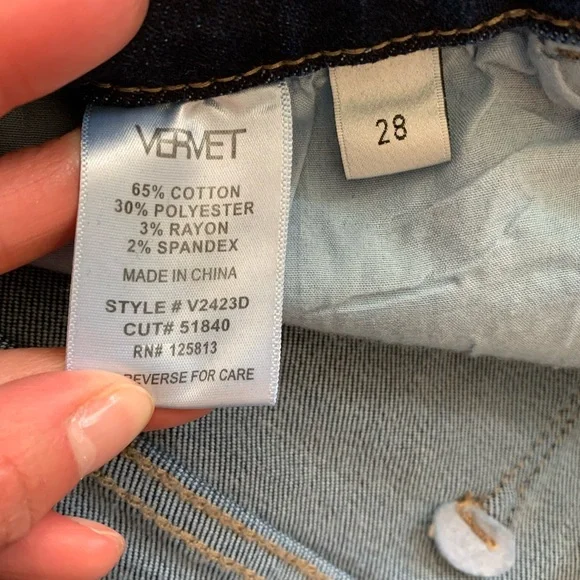 VERVET
65% COTTON
30% POLYESTER
3% RAYON
2% SPANDEX
MADE IN CHINA
STYLE # V2423D
CUT# 51840
RN# 125813
REVERSE FOR CARE
28